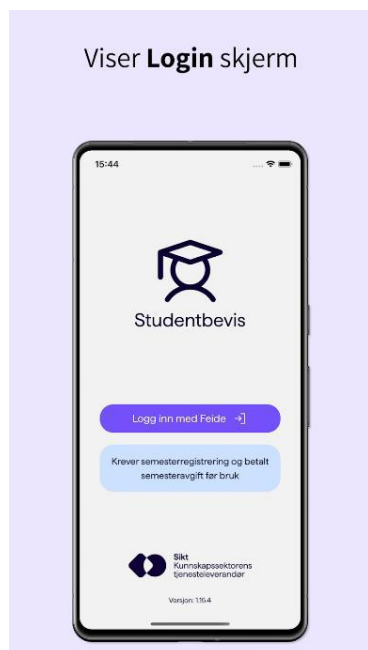 Viser Login skjerm
15:44
Studentbevis
Logg inn med Feide
Krever semesterregistrering og betalt
semesteravgift før bruk
Sikt
Kunnskapssektorens
tjenesteleverandør
Versjon: 1.15.4